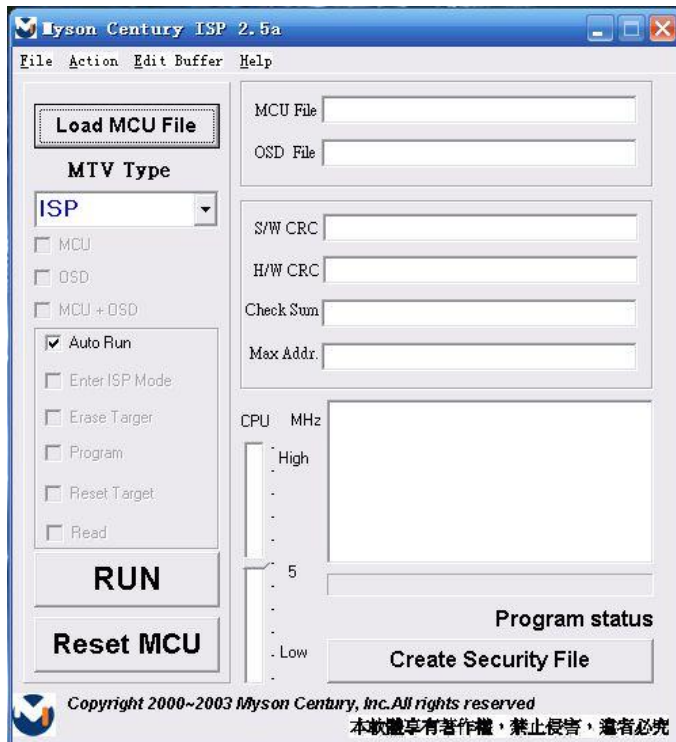 Myson Century ISP 2.5a
File Action Edit Buffer Help
Load MCU File
MTV Type
ISP
MCU
OSD
MCU + OSD
Auto Run
Enter ISP Mode
Erase Targer
Program
Reset Target
Read
RUN
Reset MCU
MCU File
OSD File
S/W CRC
H/W CRC
Check Sum
Max Addr.
CPU MHz
High
5
Low
Program status
Create Security File
Copyright 2000~2003 Myson Century, Inc.All rights reserved
本軟體享有著作權，禁止侵害，違者必究